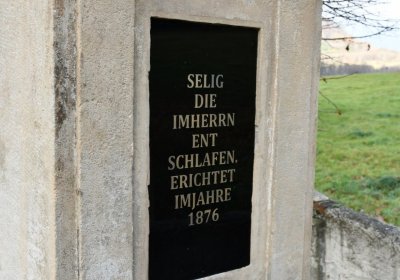 SELIG
DIE
IMHERRN
ENT
SCHLAFEN.
ERICHTET
IMJAHRE
1876